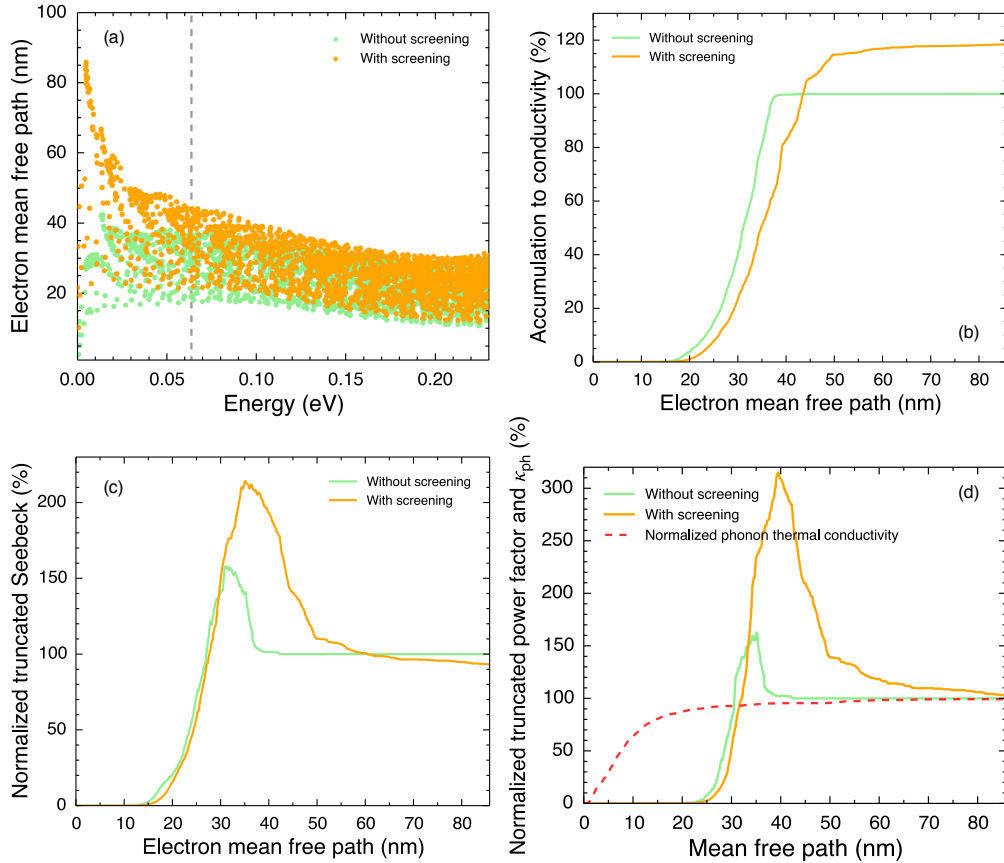 (a)
Without screening
With screening
Electron mean free path (nm)
100
80
60
40
20
0.00
0.05
0.10
0.15
0.20
Energy (eV)
(b)
Without screening
With screening
Accumulation to conductivity (%)
120
100
80
60
40
20
0
0
10
20
30
40
50
60
70
80
Electron mean free path (nm)
(c)
Without screening
With screening
Normalized truncated Seebeck (%)
200
150
100
50
0
0
10
20
30
40
50
60
70
80
Electron mean free path (nm)
(d)
Without screening
With screening
Normalized phonon thermal conductivity
Normalized truncated power factor and κph (%)
300
250
200
150
100
50
0
0
10
20
30
40
50
60
70
80
Mean free path (nm)